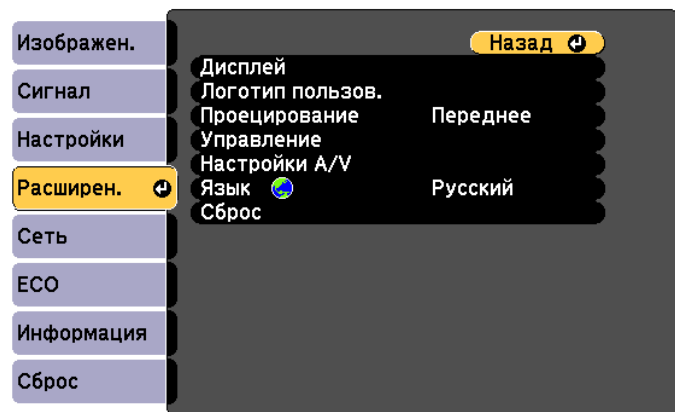 Изображен.
Сигнал
Настройки
Расширен.
Сеть
ECO
Информация
Сброс
Назад
Дисплей
Логотип пользов.
Проецирование Переднее
Управление
Настройки A/V
Язык Русский
Сброс